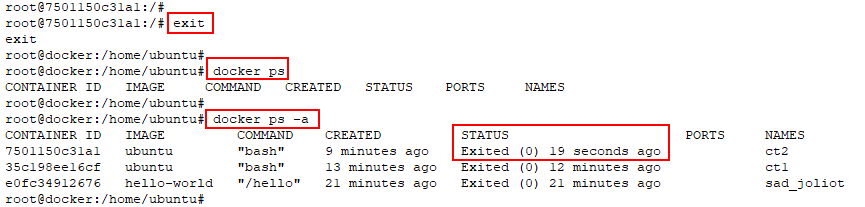 root@7501150c31a1:/#
root@7501150c31a1:/# exit
exit
root@docker:/home/ubuntu#
root@docker:/home/ubuntu# docker ps
CONTAINER ID   IMAGE     COMMAND   CREATED   STATUS    PORTS     NAMES
root@docker:/home/ubuntu#
root@docker:/home/ubuntu# docker ps -a
CONTAINER ID   IMAGE         COMMAND    CREATED          STATUS                      PORTS     NAMES
7501150c31a1   ubuntu        "bash"     9 minutes ago    Exited (0) 19 seconds ago             ct2
35c198ee16cf   ubuntu        "bash"     13 minutes ago   Exited (0) 12 minutes ago             ct1
e0fc34912676   hello-world   "/hello"   21 minutes ago   Exited (0) 21 minutes ago             sad_joliot
root@docker:/home/ubuntu#